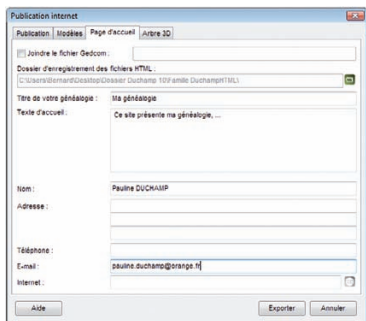 Publication internet
Publication Modèles Page d'accueil Arbre 3D
Joindre le fichier Gedcom :
Dossier d'enregistrement des fichiers HTML :
C:\Users\Bernard\Desktop\Dossier Duchamp 10\Famille DuchampHTML\
Titre de votre généalogie : Ma généalogie
Texte d'accueil : Ce site présente ma généalogie, ...
Nom : Pauline DUCHAMP
Adresse :
Téléphone :
E-mail : pauline.duchamp@orange.fr
Internet :
Aide Exporter Annuler